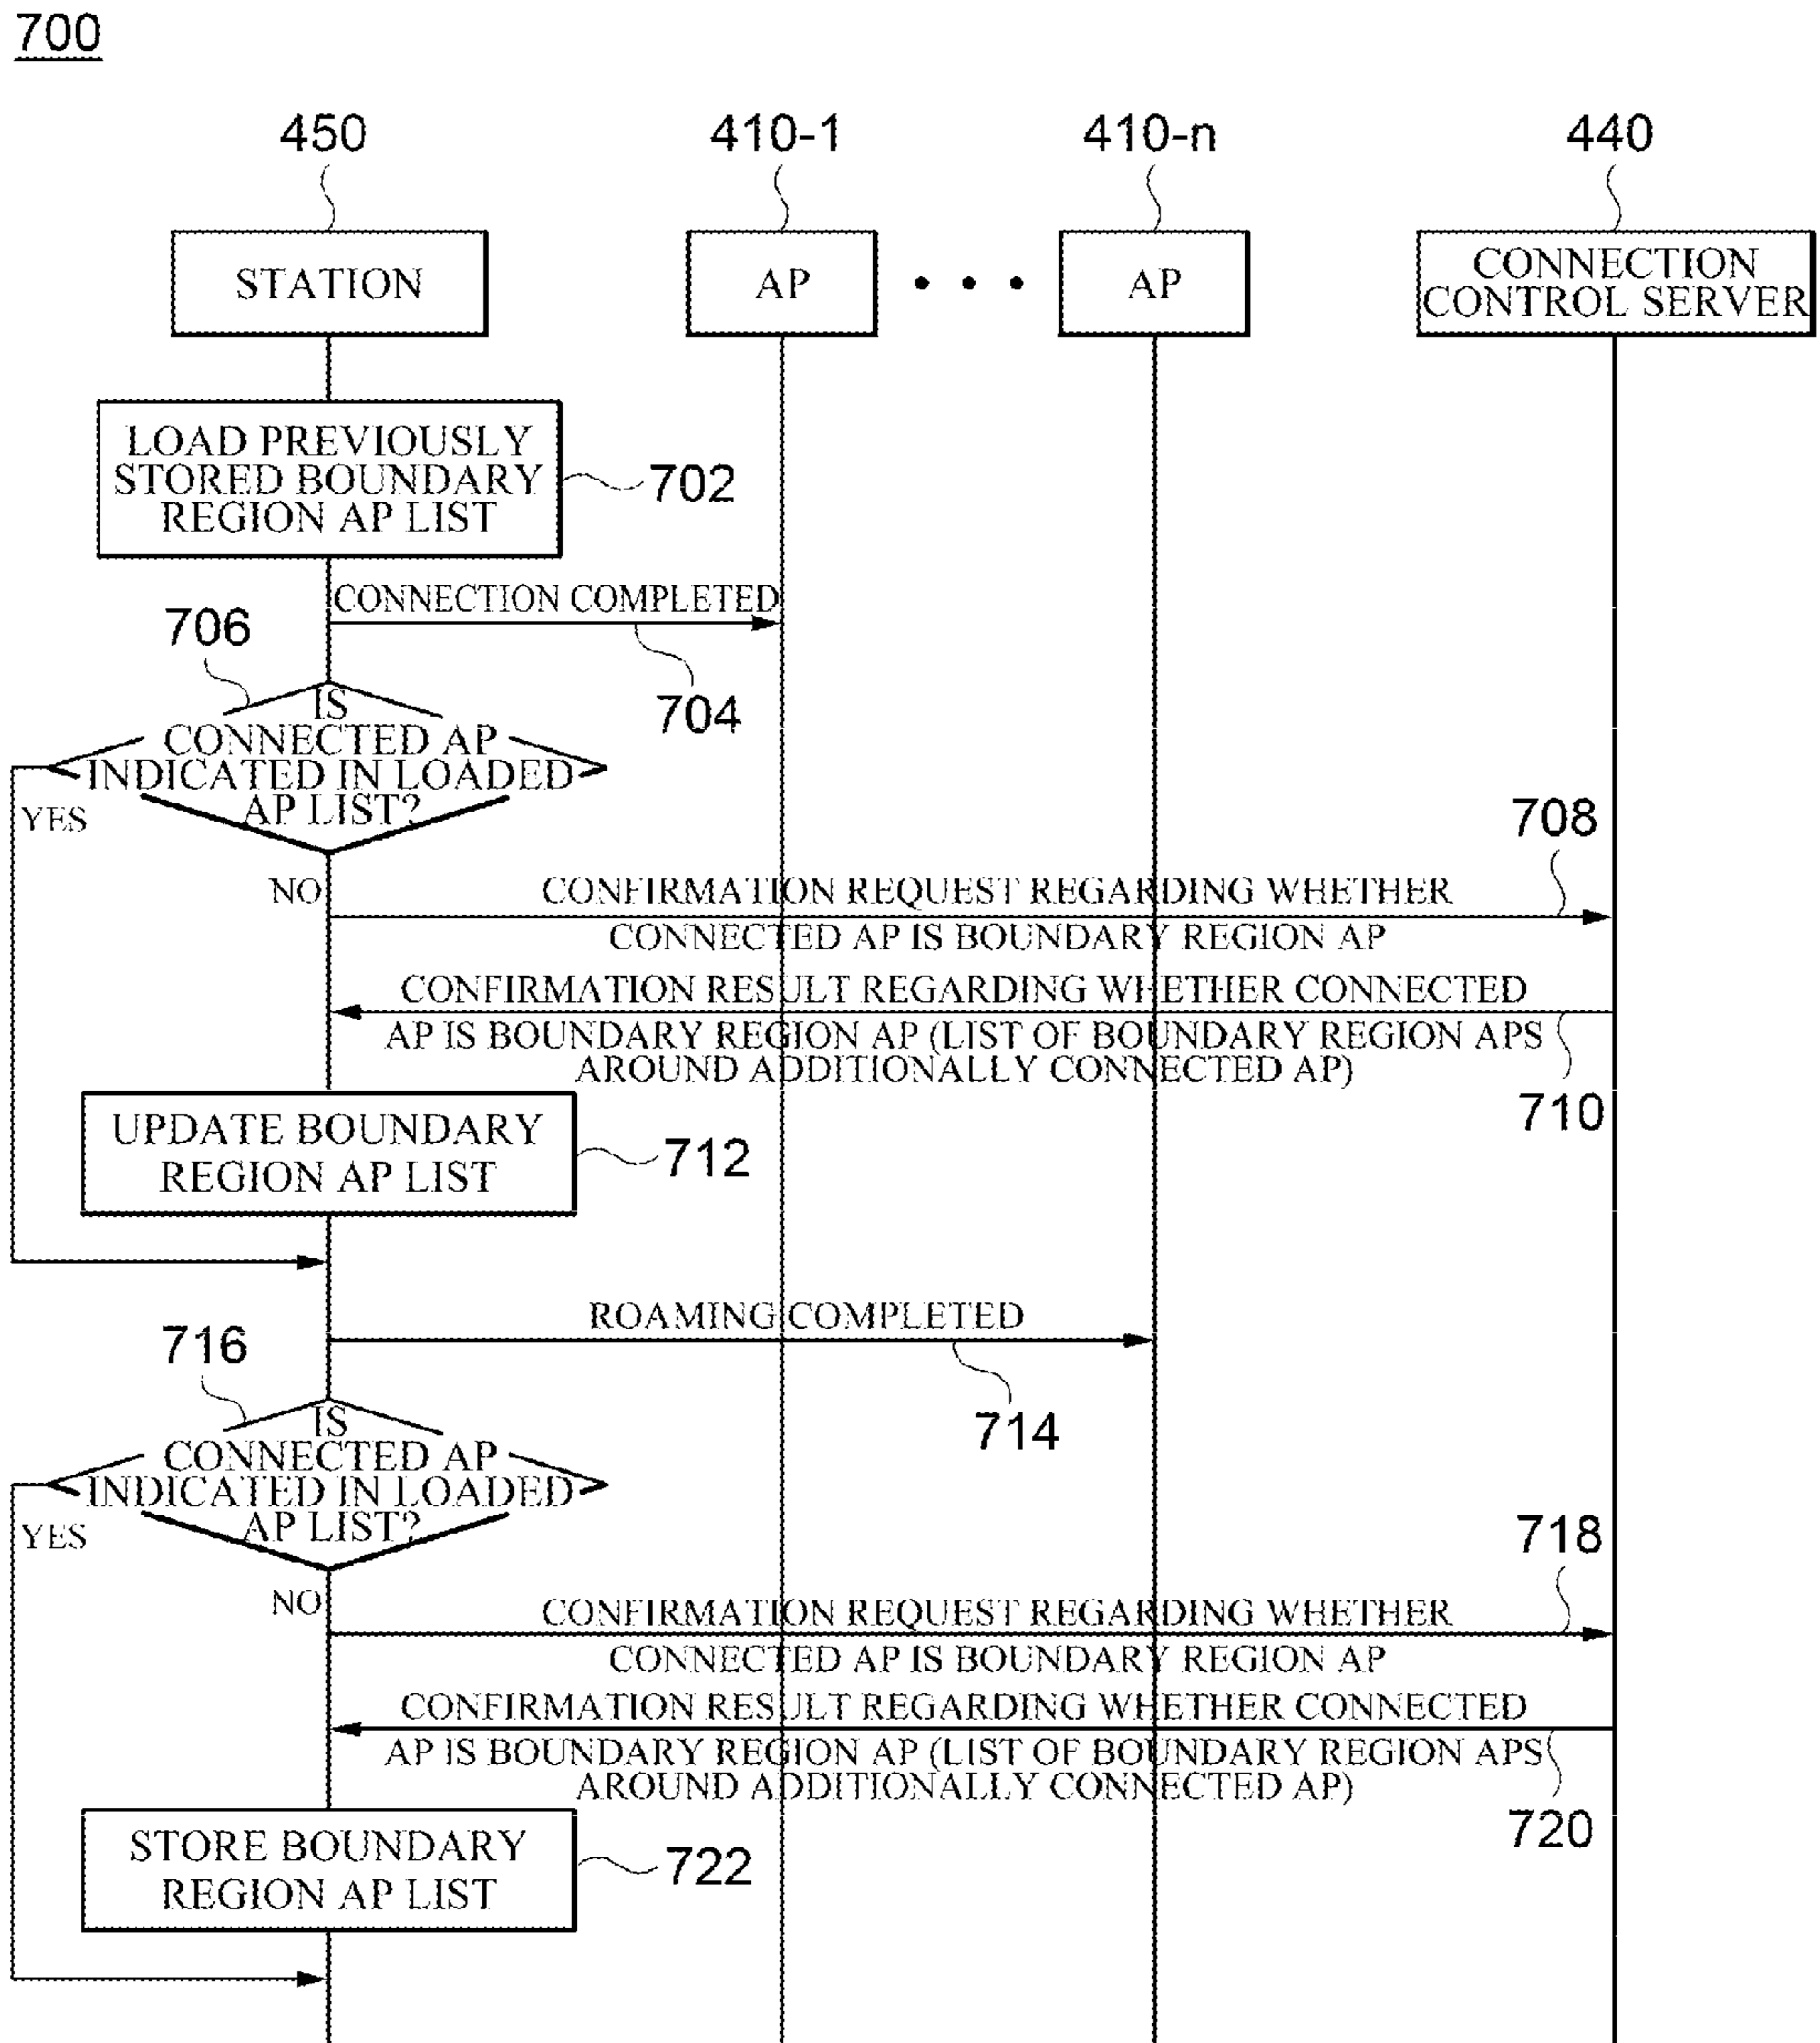 700
450
410-1
410-n
440
STATION
AP
• • •
AP
CONNECTION
CONTROL SERVER
LOAD PREVIOUSLY
STORED BOUNDARY
REGION AP LIST
702
CONNECTION COMPLETED
704
706
IS
CONNECTED AP
INDICATED IN LOADED
AP LIST?
YES
NO
708
CONFIRMATION REQUEST REGARDING WHETHER
CONNECTED AP IS BOUNDARY REGION AP
CONFIRMATION RESULT REGARDING WHETHER CONNECTED
AP IS BOUNDARY REGION AP (LIST OF BOUNDARY REGION APS
AROUND ADDITIONALLY CONNECTED AP)
710
UPDATE BOUNDARY
REGION AP LIST
712
ROAMING COMPLETED
714
716
IS
CONNECTED AP
INDICATED IN LOADED
AP LIST?
YES
NO
718
CONFIRMATION REQUEST REGARDING WHETHER
CONNECTED AP IS BOUNDARY REGION AP
CONFIRMATION RESULT REGARDING WHETHER CONNECTED
AP IS BOUNDARY REGION AP (LIST OF BOUNDARY REGION APS
AROUND ADDITIONALLY CONNECTED AP)
720
STORE BOUNDARY
REGION AP LIST
722